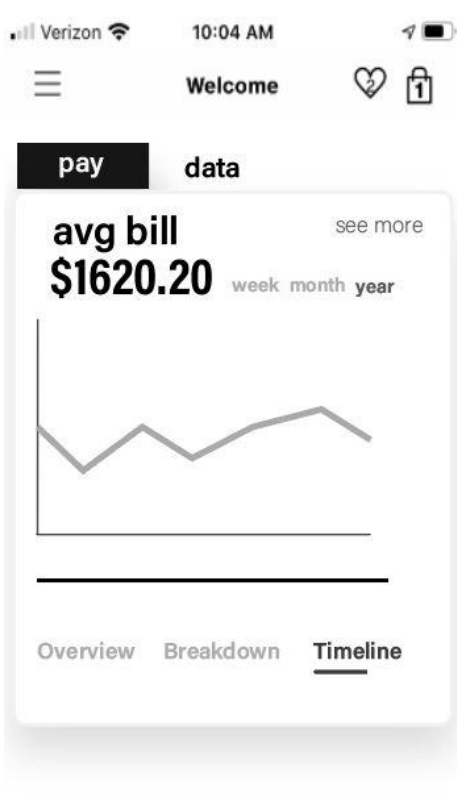 Verizon 10:04 AM
Welcome 2 1
pay data
avg bill see more
$1620.20 week month year
Overview Breakdown Timeline